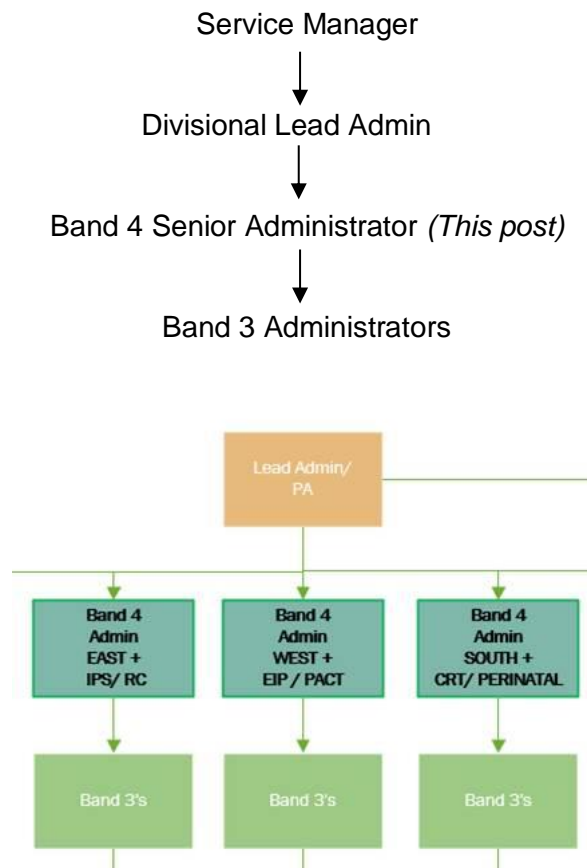 Service Manager
Divisional Lead Admin
Band 4 Senior Administrator (This post)
Band 3 Administrators
Lead Admin/
PA
Band 4
Admin
EAST +
IPS/ RC
Band 4
Admin
WEST +
EIP / PACT
Band 4
Admin
SOUTH +
CRT/ PERINATAL
Band 3's
Band 3's
Band 3's